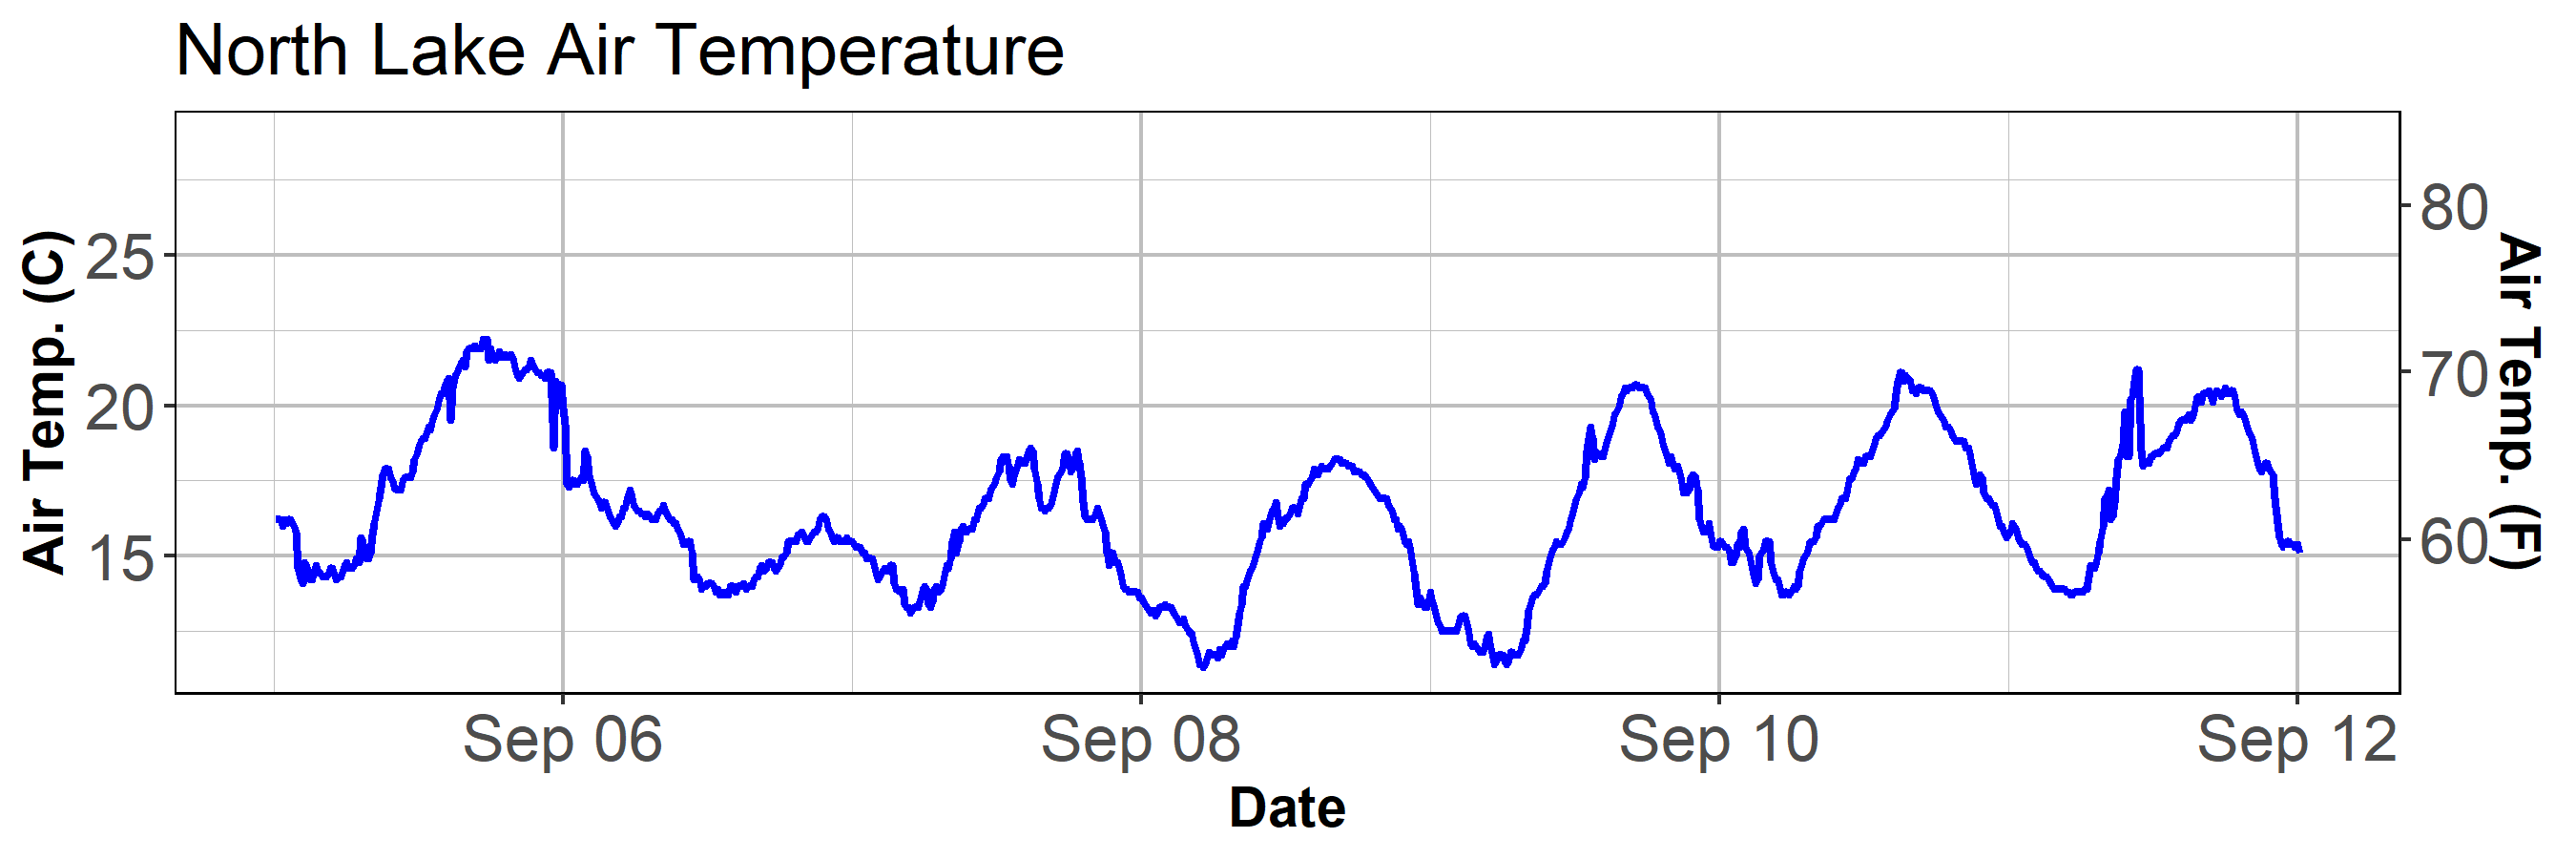 North Lake Air Temperature
Air Temp. (C)
25
20
15
80
70
60
Air Temp. (F)
Sep 06
Sep 08
Sep 10
Sep 12
Date